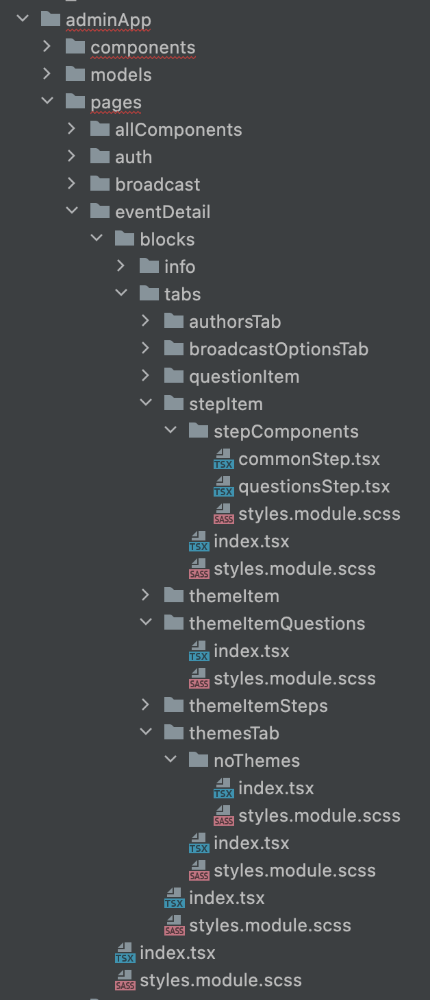 adminApp
components
models
pages
allComponents
auth
broadcast
eventDetail
blocks
info
tabs
authorsTab
broadcastOptionsTab
questionItem
stepItem
stepComponents
TSX commonStep.tsx
TSX questionsStep.tsx
SASS styles.module.scss
TSX index.tsx
SASS styles.module.scss
themeItem
themeItemQuestions
TSX index.tsx
SASS styles.module.scss
themeItemSteps
themesTab
noThemes
TSX index.tsx
SASS styles.module.scss
TSX index.tsx
SASS styles.module.scss
TSX index.tsx
SASS styles.module.scss
TSX index.tsx
SASS styles.module.scss